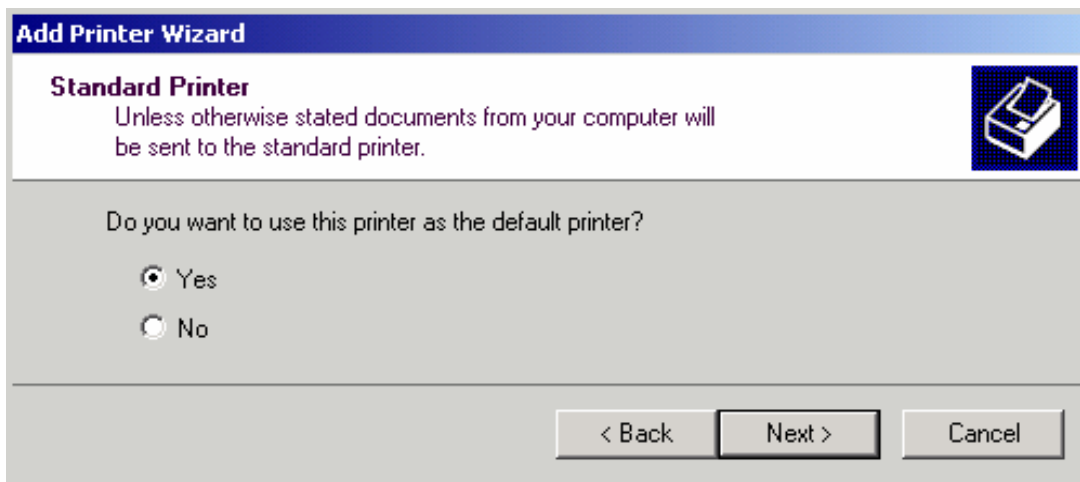 Add Printer Wizard
Standard Printer
Unless otherwise stated documents from your computer will
be sent to the standard printer.
Do you want to use this printer as the default printer?
Yes
No
< Back Next > Cancel